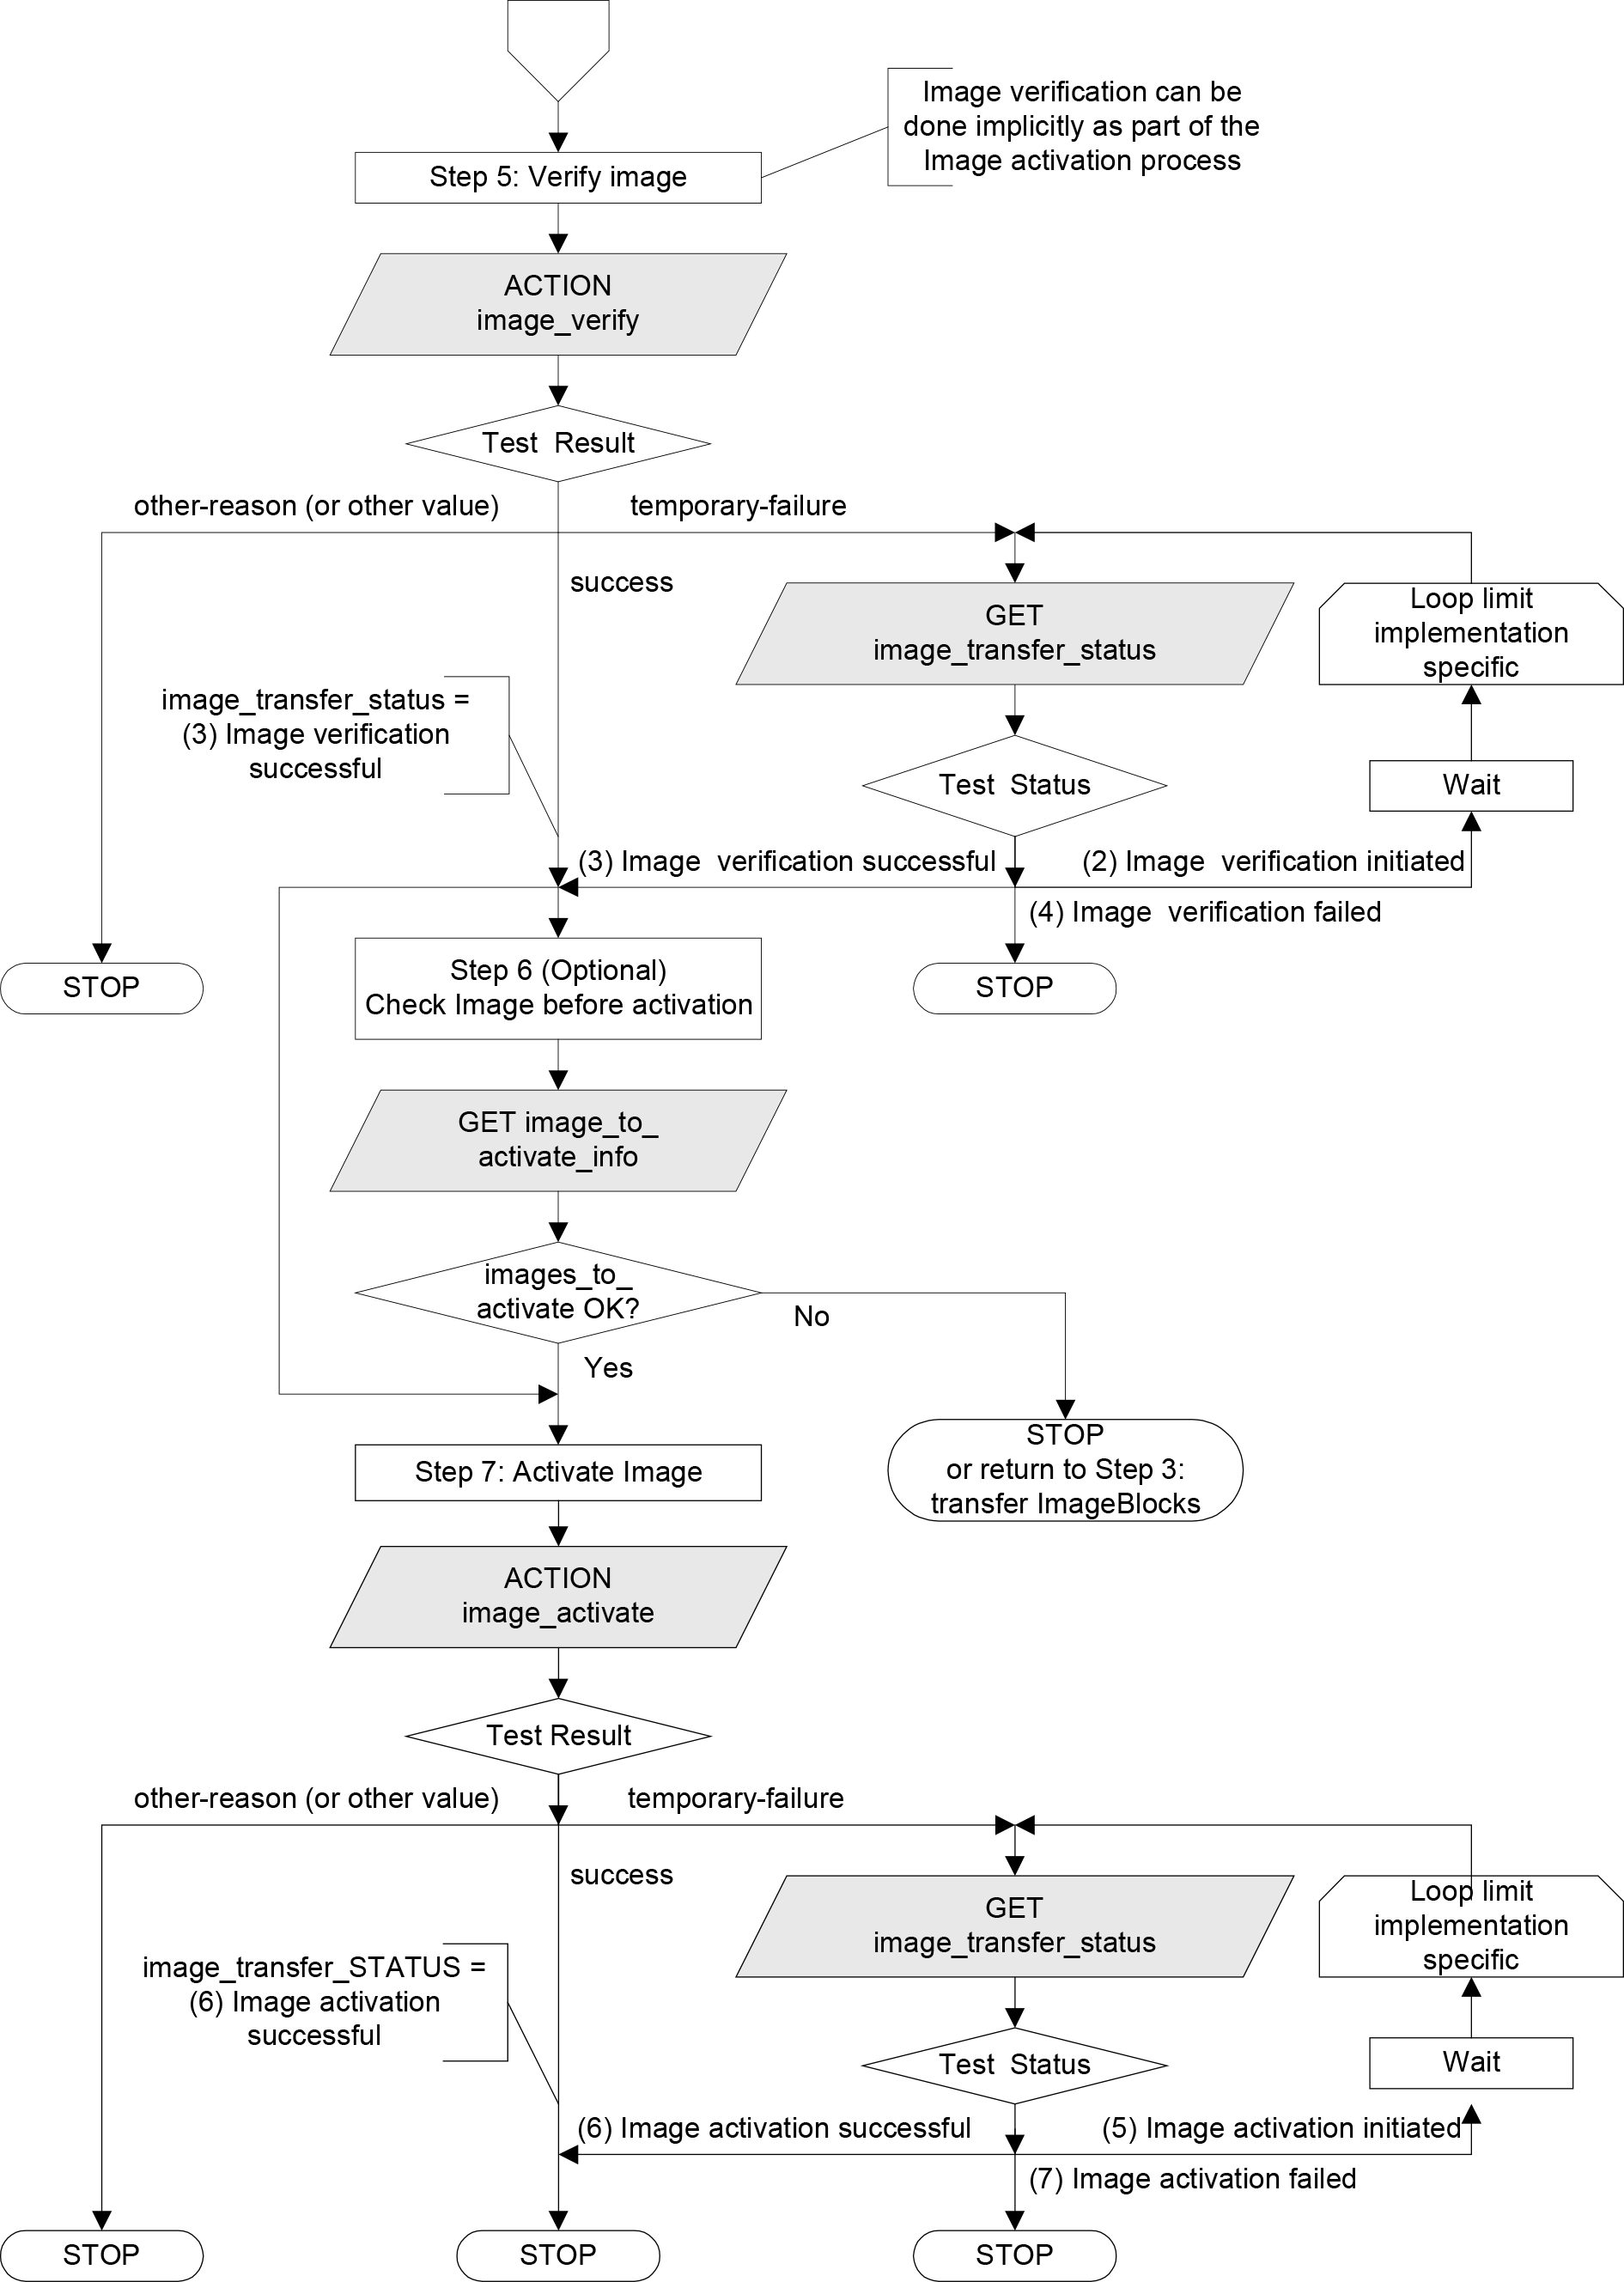 Image verification can be
done implicitly as part of the
Image activation process
Step 5: Verify image
ACTION
image_verify
Test Result
other-reason (or other value)
temporary-failure
success
GET
image_transfer_status
Loop limit
implementation
specific
image_transfer_status =
(3) Image verification
successful
Test Status
Wait
(3) Image verification successful
(2) Image verification initiated
(4) Image verification failed
STOP
Step 6 (Optional)
Check Image before activation
STOP
GET image_to_
activate_info
images_to_
activate OK?
No
Yes
STOP
or return to Step 3:
transfer ImageBlocks
Step 7: Activate Image
ACTION
image_activate
Test Result
other-reason (or other value)
temporary-failure
success
GET
image_transfer_status
Loop limit
implementation
specific
image_transfer_STATUS =
(6) Image activation
successful
Test Status
Wait
(6) Image activation successful
(5) Image activation initiated
(7) Image activation failed
STOP
STOP
STOP